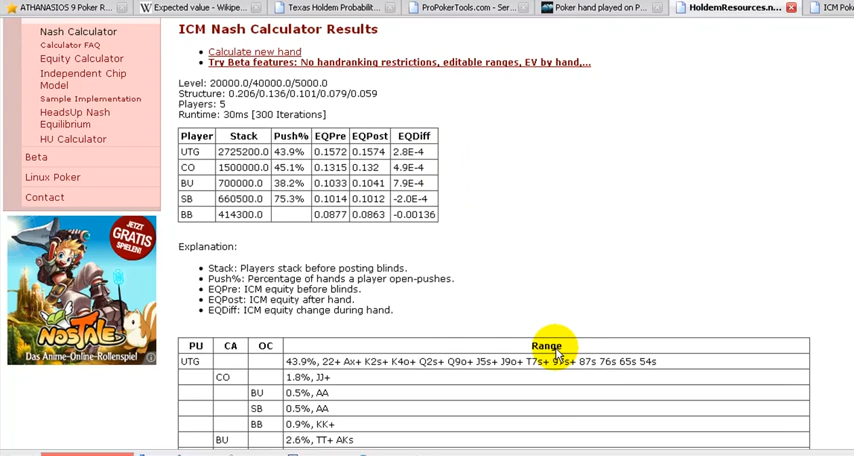 ATHANASIOS 9 Poker R...
Expected value - Wikipe...
Texas Holdem Probabilit...
ProPokerTools.com - Ser...
Poker hand played on P...
HoldemResources.n...
ICM Pok
Nash Calculator
Calculator FAQ
Equity Calculator
Independent Chip
Model
Sample Implementation
HeadsUp Nash
Equilibrium
HU Calculator
Beta
Linux Poker
Contact
JETZT
GRATIS
SPIELEN!
NOSTALE
Das Anime-Online-Rollenspiel
ICM Nash Calculator Results
• Calculate new hand
• Try Beta features: No handranking restrictions, editable ranges, EV by hand,...
Level: 20000.0/40000.0/5000.0
Structure: 0.206/0.136/0.101/0.079/0.059
Players: 5
Runtime: 30ms [300 Iterations]
Player Stack Push% EQPre EQPost EQDiff
UTG 2725200.0 43.9% 0.1572 0.1574 2.8E-4
CO 1500000.0 45.1% 0.1315 0.132 4.9E-4
BU 700000.0 38.2% 0.1033 0.1041 7.9E-4
SB 660500.0 75.3% 0.1014 0.1012 -2.0E-4
BB 414300.0 0.0877 0.0863 -0.00136
Explanation:
• Stack: Players stack before posting blinds.
• Push%: Percentage of hands a player open-pushes.
• EQPre: ICM equity before blinds.
• EQPost: ICM equity after hand.
• EQDiff: ICM equity change during hand.
PU CA OC Range
UTG 43.9%, 22+ Ax+ K2s+ K4o+ Q2s+ Q9o+ J5s+ J9o+ T7s+ 97s+ 87s 76s 65s 54s
CO 1.8%, JJ+
BU 0.5%, AA
SB 0.5%, AA
BB 0.9%, KK+
BU 2.6%, TT+ AKs